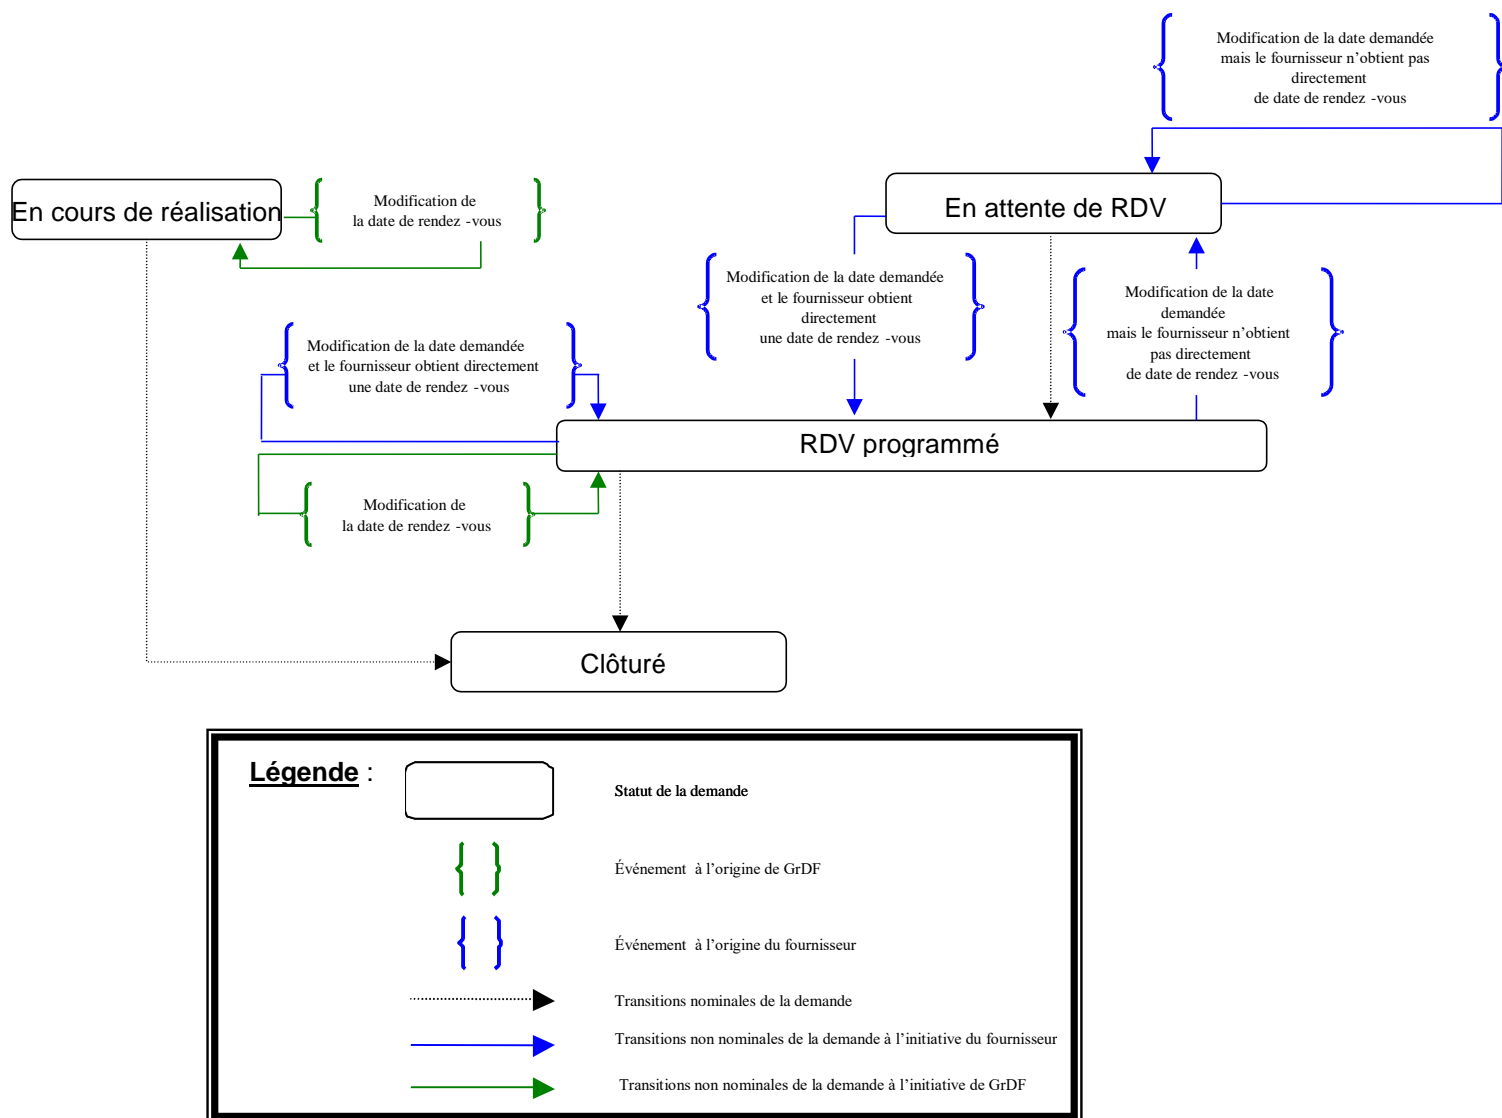 Modification de la date demandée
mais le fournisseur n’obtient pas
directement
de date de rendez -vous
En cours de réalisation
Modification de
la date de rendez -vous
En attente de RDV
Modification de la date demandée
et le fournisseur obtient
directement
une date de rendez -vous
Modification de la date
demandée
mais le fournisseur n’obtient
pas directement
de date de rendez -vous
Modification de la date demandée
et le fournisseur obtient directement
une date de rendez -vous
RDV programmé
Modification de
la date de rendez -vous
Clôturé
Légende :
Statut de la demande
Événement à l’origine de GrDF
Événement à l’origine du fournisseur
Transitions nominales de la demande
Transitions non nominales de la demande à l’initiative du fournisseur
Transitions non nominales de la demande à l’initiative de GrDF